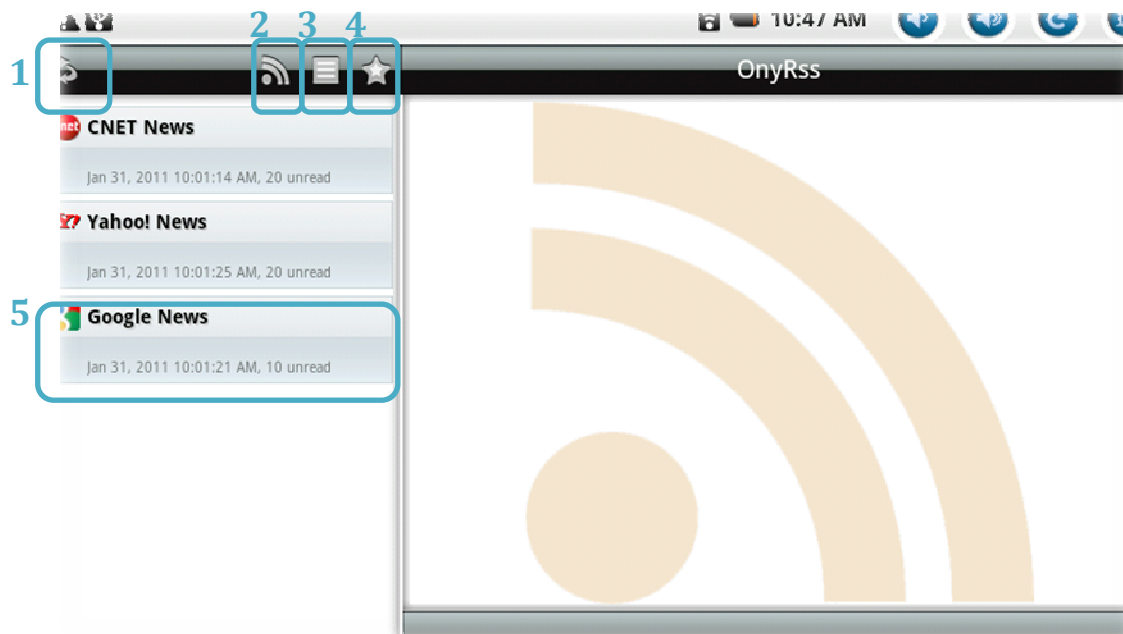 10:47 AM
2 3 4
1
OnyRss
CNET News
Jan 31, 2011 10:01:14 AM, 20 unread
Yahoo! News
Jan 31, 2011 10:01:25 AM, 20 unread
5
Google News
Jan 31, 2011 10:01:21 AM, 10 unread